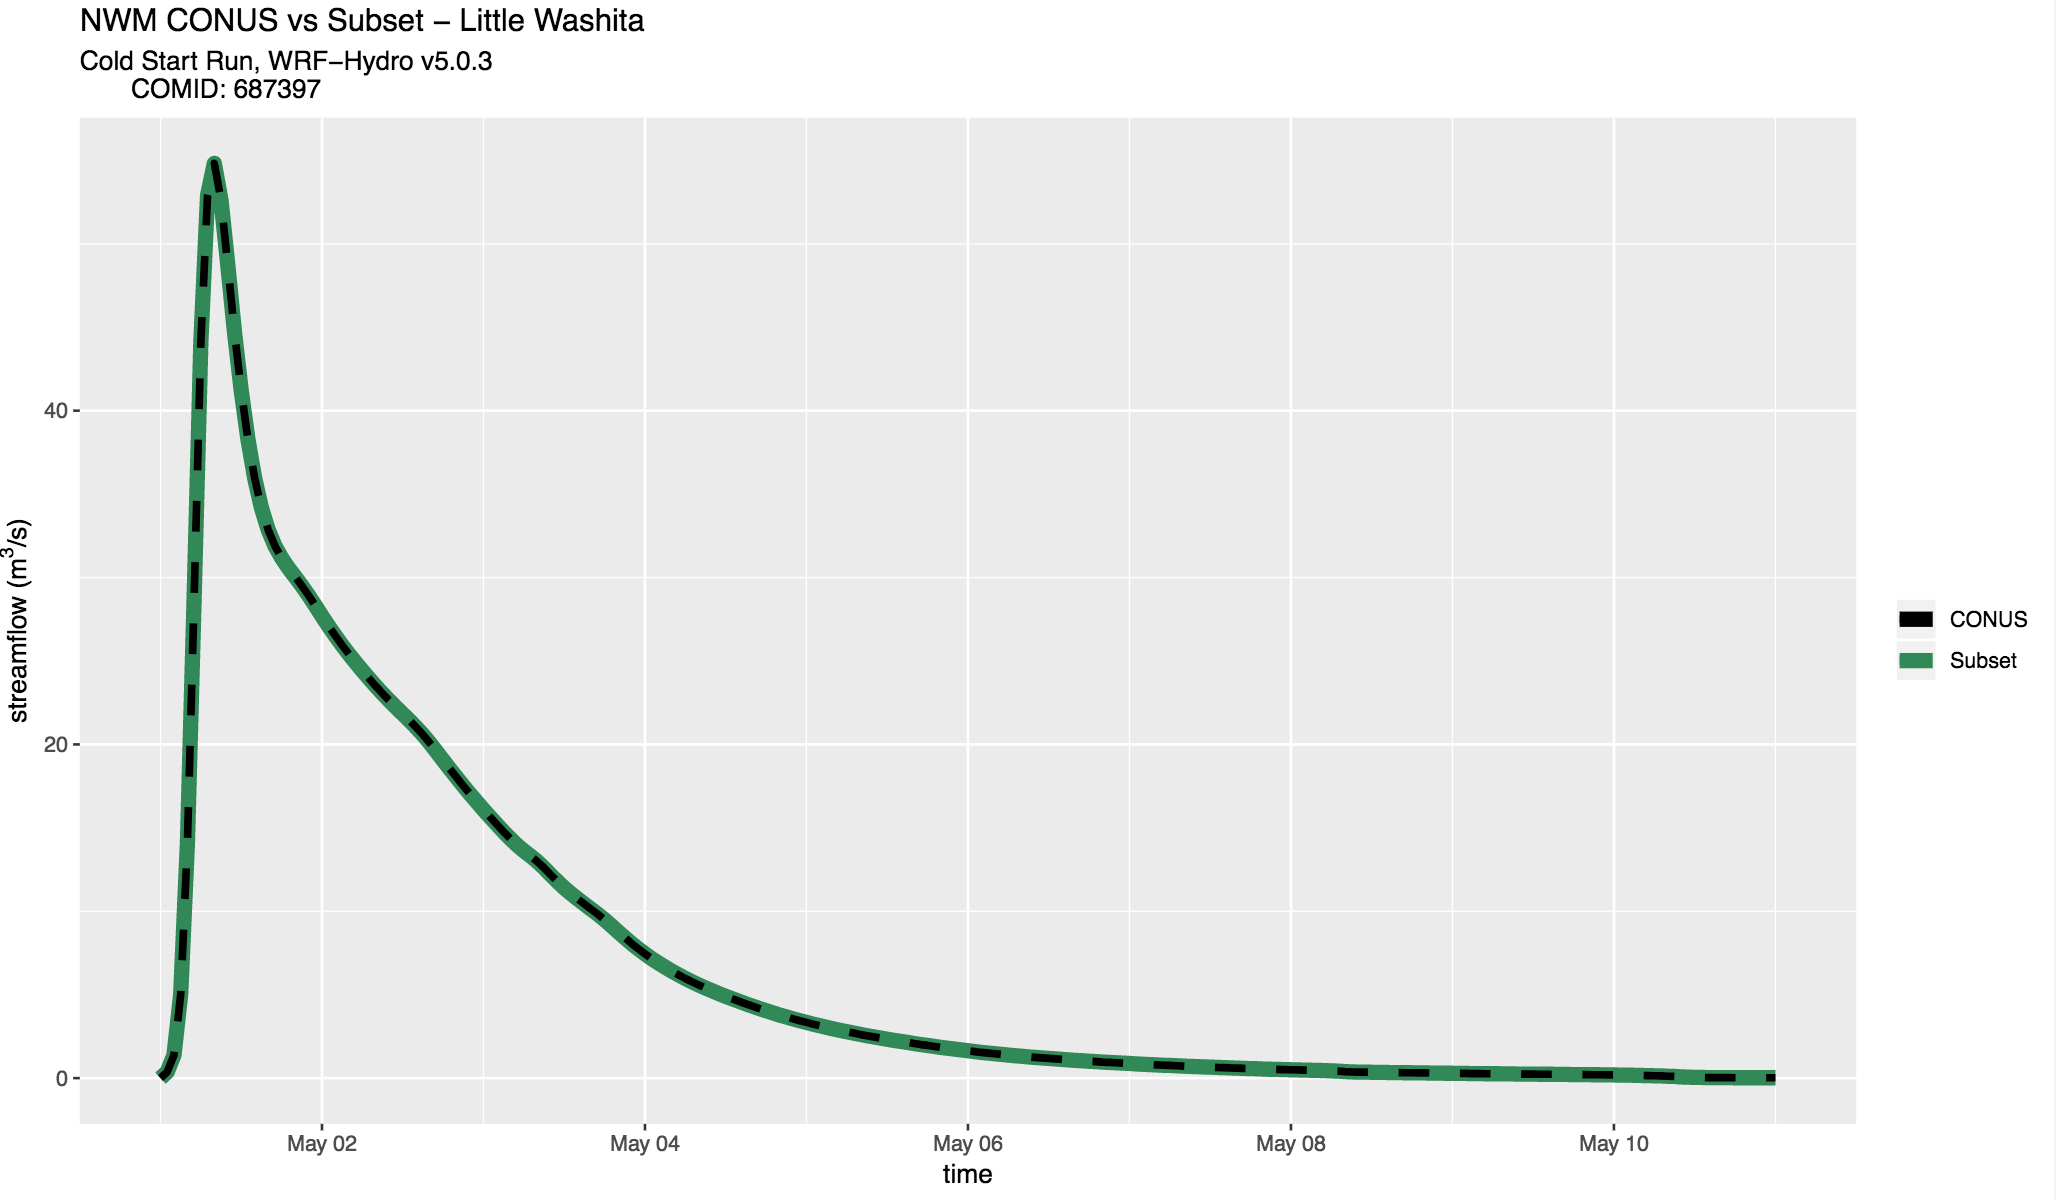 NWM CONUS vs Subset – Little Washita
Cold Start Run, WRF–Hydro v5.0.3
COMID: 687397
streamflow (m³/s)
40
20
0
May 02
May 04
May 06
May 08
May 10
time
CONUS
Subset